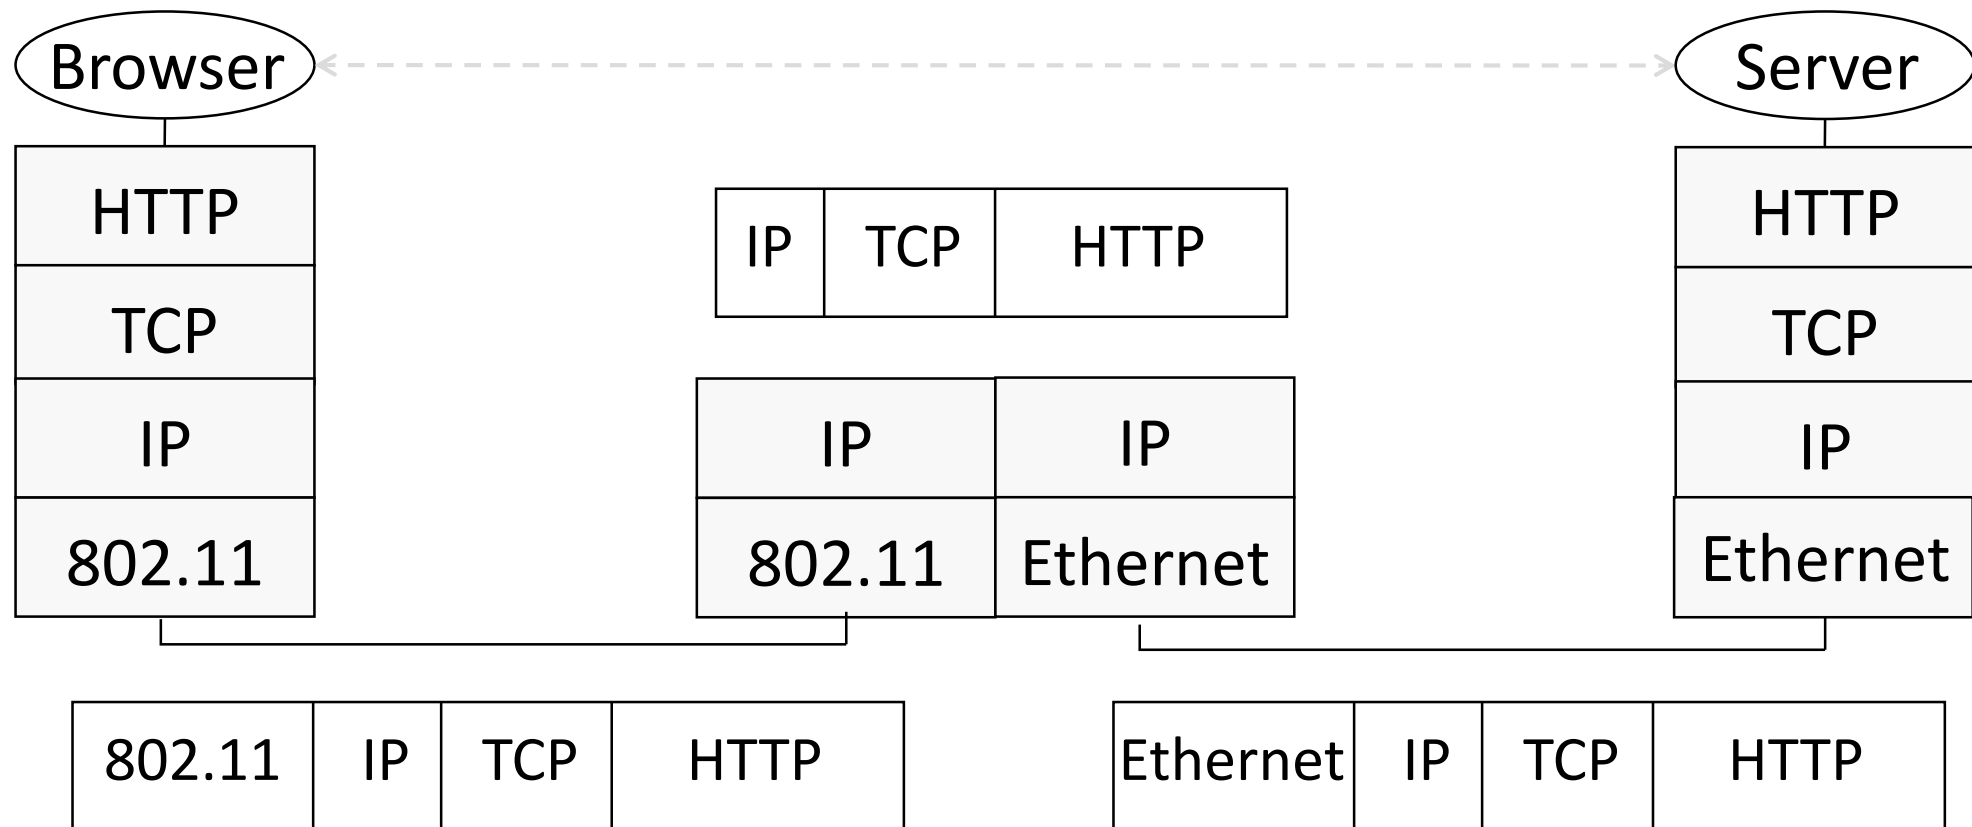 Browser
Server
HTTP
TCP
IP
802.11
IP TCP HTTP
IP IP
802.11 Ethernet
HTTP
TCP
IP
Ethernet
802.11 IP TCP HTTP
Ethernet IP TCP HTTP